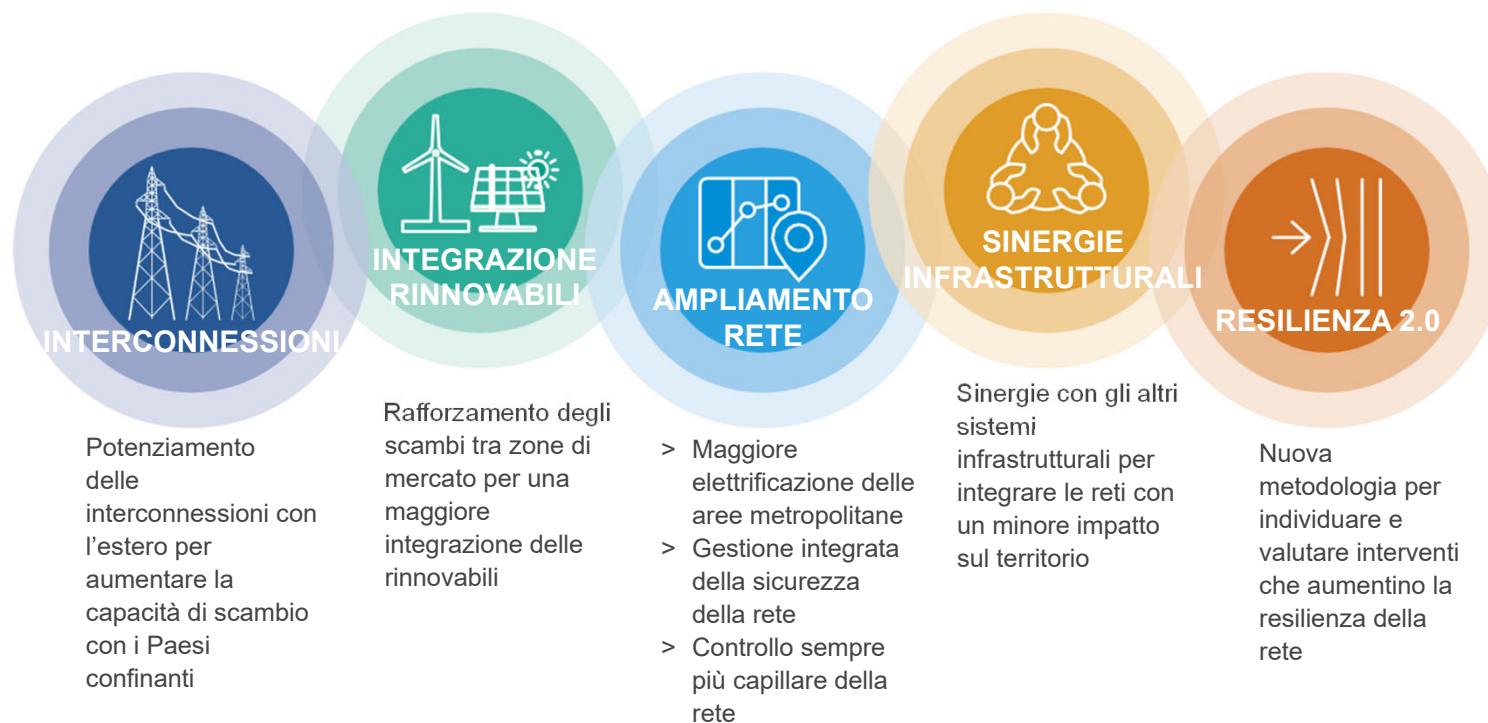 INTERCONNESSIONI
Potenziamento
delle
interconnessioni con
l’estero per
aumentare la
capacità di scambio
con i Paesi
confinanti
INTEGRAZIONE
RINNOVABILI
Rafforzamento degli
scambi tra zone di
mercato per una
maggiore
integrazione delle
rinnovabili
AMPLIAMENTO
RETE
> Maggiore
elettrificazione delle
aree metropolitane
> Gestione integrata
della sicurezza
della rete
> Controllo sempre
più capillare della
rete
SINERGIE
INFRASTRUTTURALI
Sinergie con gli altri
sistemi
infrastrutturali per
integrare le reti con
un minore impatto
sul territorio
RESILIENZA 2.0
Nuova
metodologia per
individuare e
valutare interventi
che aumentino la
resilienza della
rete